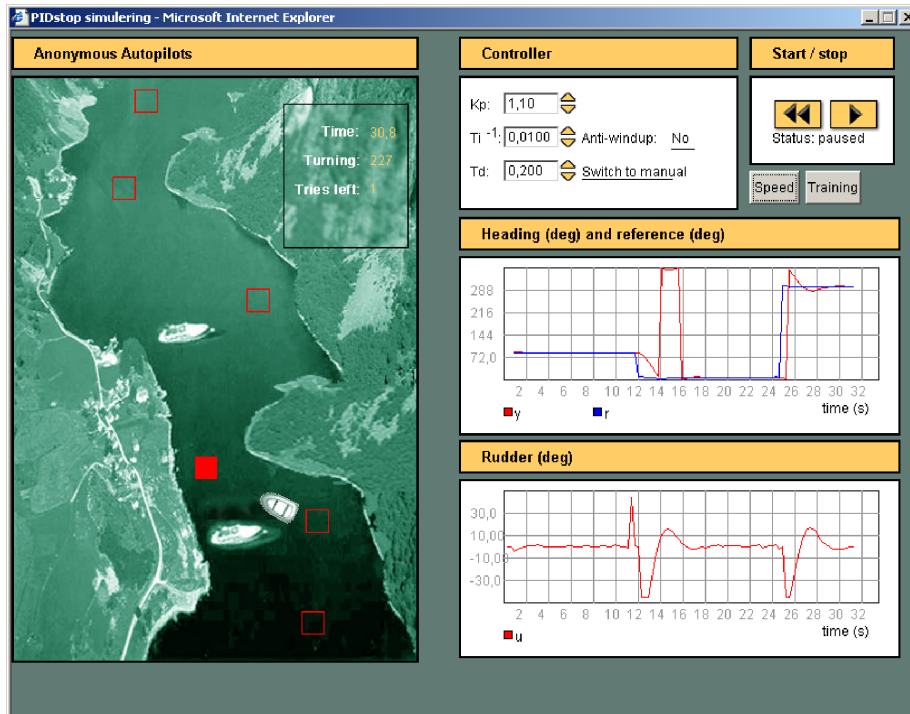 PIDstop simulering - Microsoft Internet Explorer
Anonymous Autopilots
Time: 30,8
Turning: 227
Tries left: 1
Controller
Kp: 1,10
Ti -1: 0,0100 Anti-windup: No
Td: 0,200 Switch to manual
Start / stop
Status: paused
Speed Training
Heading (deg) and reference (deg)
288
216
144
72,0
2 4 6 8 10 12 14 16 18 20 22 24 26 28 30 32
time (s)
y r
Rudder (deg)
30,0
10,00
-10,00
-30,0
2 4 6 8 10 12 14 16 18 20 22 24 26 28 30 32
time (s)
u